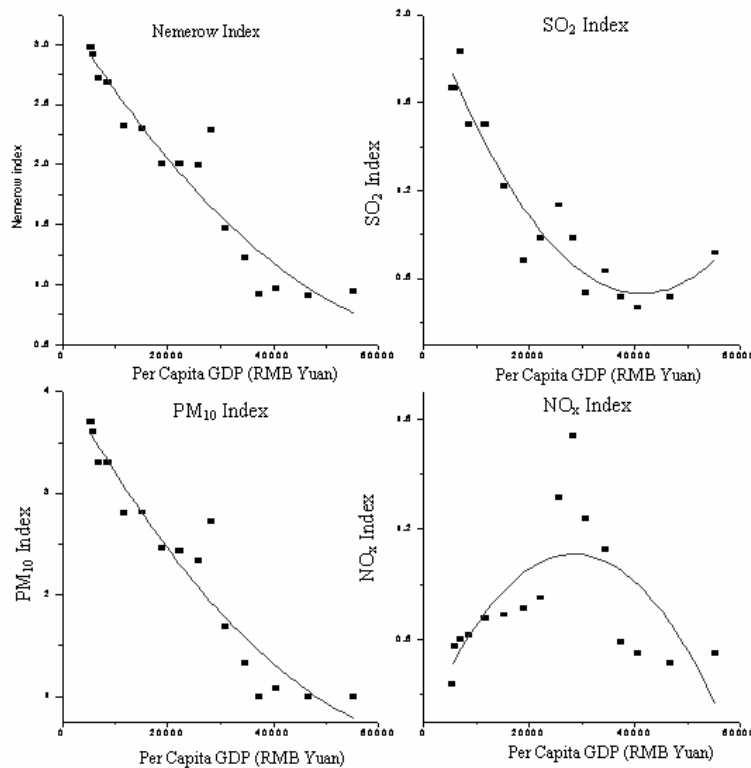 Nemerow Index
Nemerow index
3.0
2.5
2.0
1.5
1.0
0.5
0 20000 40000 60000
Per Capita GDP (RMB Yuan)
SO₂ Index
SO₂ Index
2.0
1.6
1.2
0.8
0 20000 40000 60000
Per Capita GDP (RMB Yuan)
PM₁₀ Index
PM₁₀ Index
4
3
2
1
0 20000 40000 60000
Per Capita GDP (RMB Yuan)
NOₓ Index
NOₓ Index
1.6
1.2
0.8
0 20000 40000 60000
Per Capita GDP (RMB Yuan)